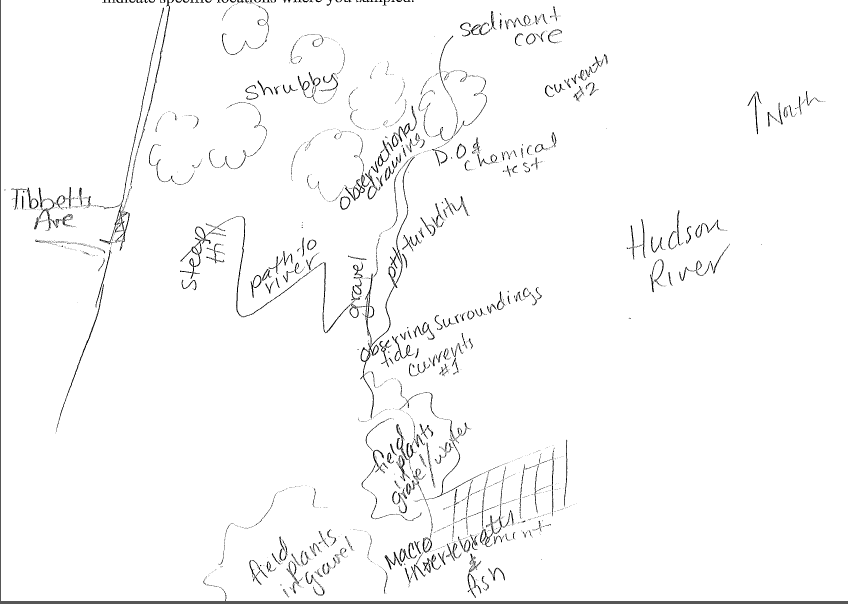 Indicate specific locations where you sampled.
sediment
core
Shrubby
currents
#2
↑North
observational
drawing
D.O &
chemical
test
Tibbetts
Ave
steep
Hill
path to
river
gravel
pH, turbidity
Hudson
River
observing surroundings
tide,
currents
#1
field
plants
in
gravel/water
field
plants
in gravel
Macro
Invertebrates
&
fish